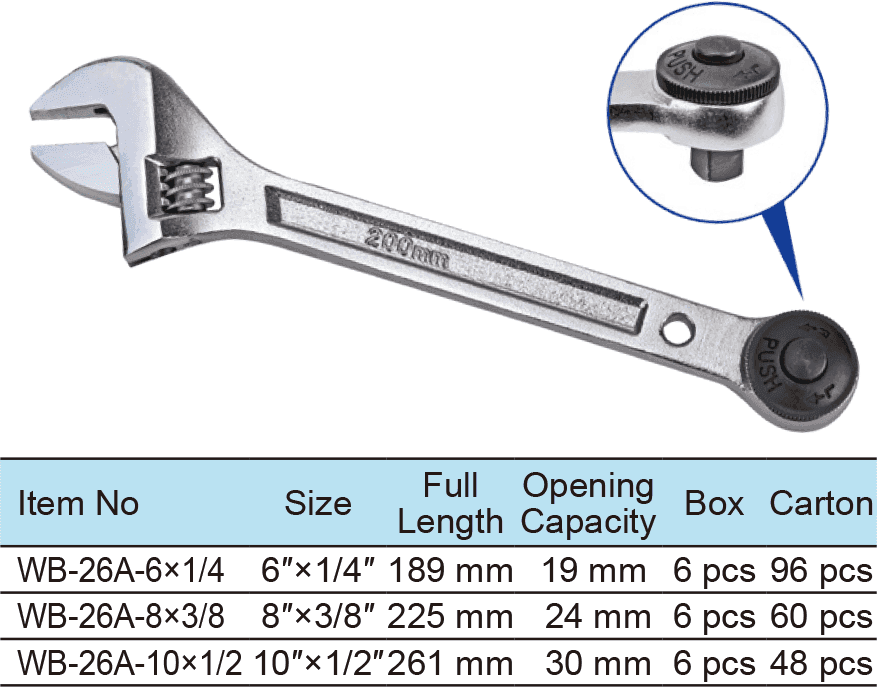 PUSH
200mm
PUSH
Item No Size Full Length Opening Capacity Box Carton
WB-26A-6×1/4 6″×1/4″ 189 mm 19 mm 6 pcs 96 pcs
WB-26A-8×3/8 8″×3/8″ 225 mm 24 mm 6 pcs 60 pcs
WB-26A-10×1/2 10″×1/2″ 261 mm 30 mm 6 pcs 48 pcs